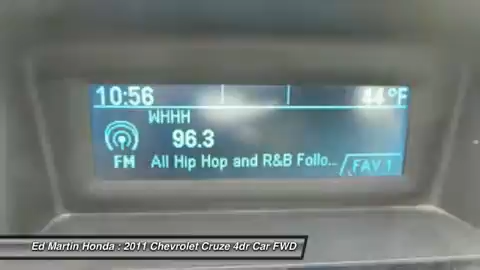 10:56 44°F
WHHH
96.3
FM All Hip Hop and R&B Follo...
FAV 1
Ed Martin Honda : 2011 Chevrolet Cruze 4dr Car FWD